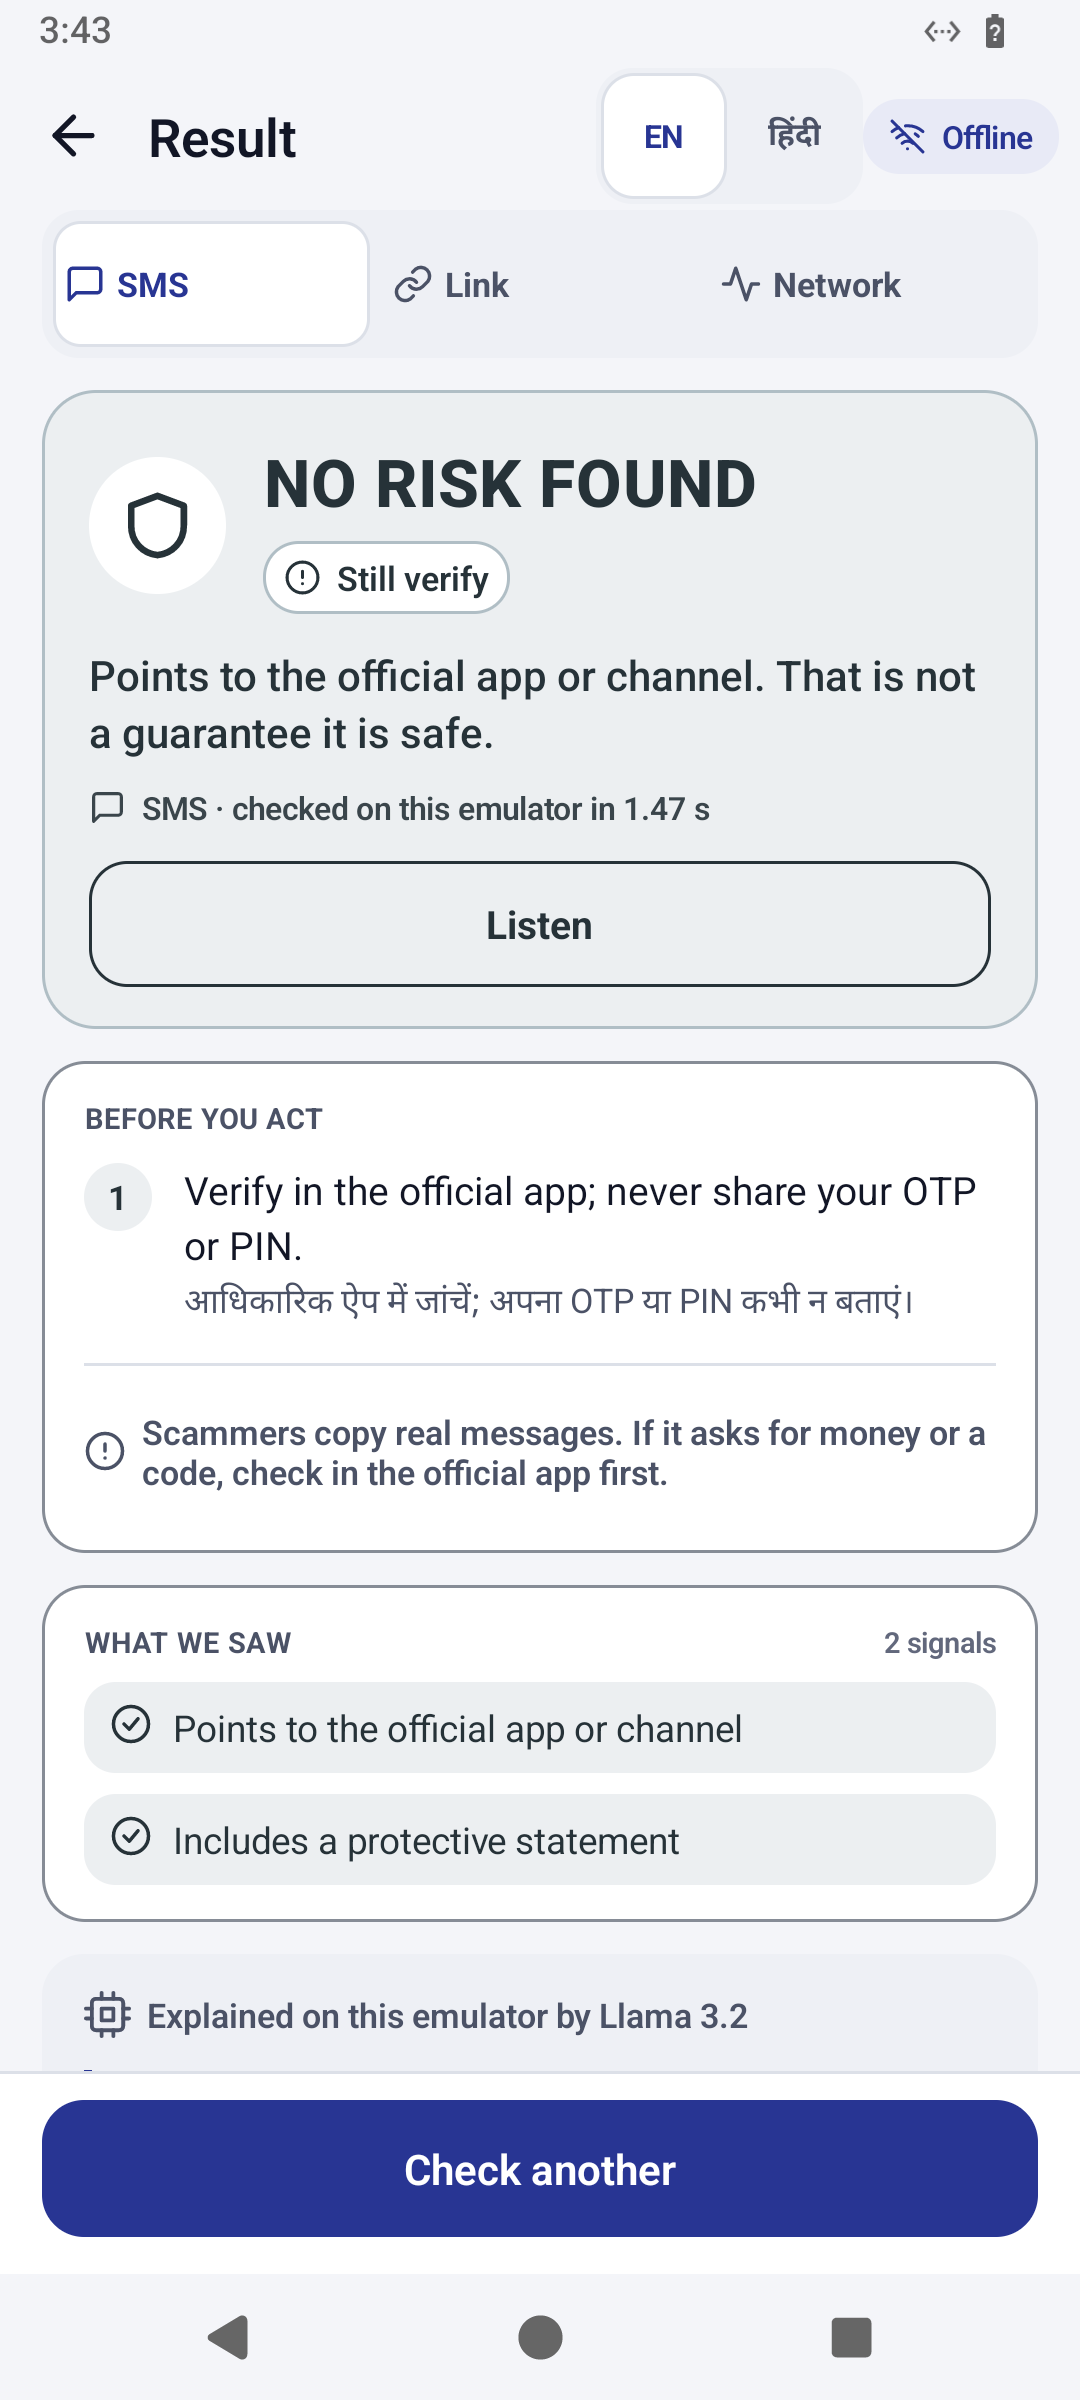 3:43
Result
EN
हिंदी
Offline
SMS
Link
Network
NO RISK FOUND
Still verify
Points to the official app or channel. That is not
a guarantee it is safe.
SMS · checked on this emulator in 1.47 s
Listen
BEFORE YOU ACT
1
Verify in the official app; never share your OTP
or PIN.
आधिकारिक ऐप में जांचें; अपना OTP या PIN कभी न बताएं।
Scammers copy real messages. If it asks for money or a
code, check in the official app first.
WHAT WE SAW
2 signals
Points to the official app or channel
Includes a protective statement
Explained on this emulator by Llama 3.2
Check another